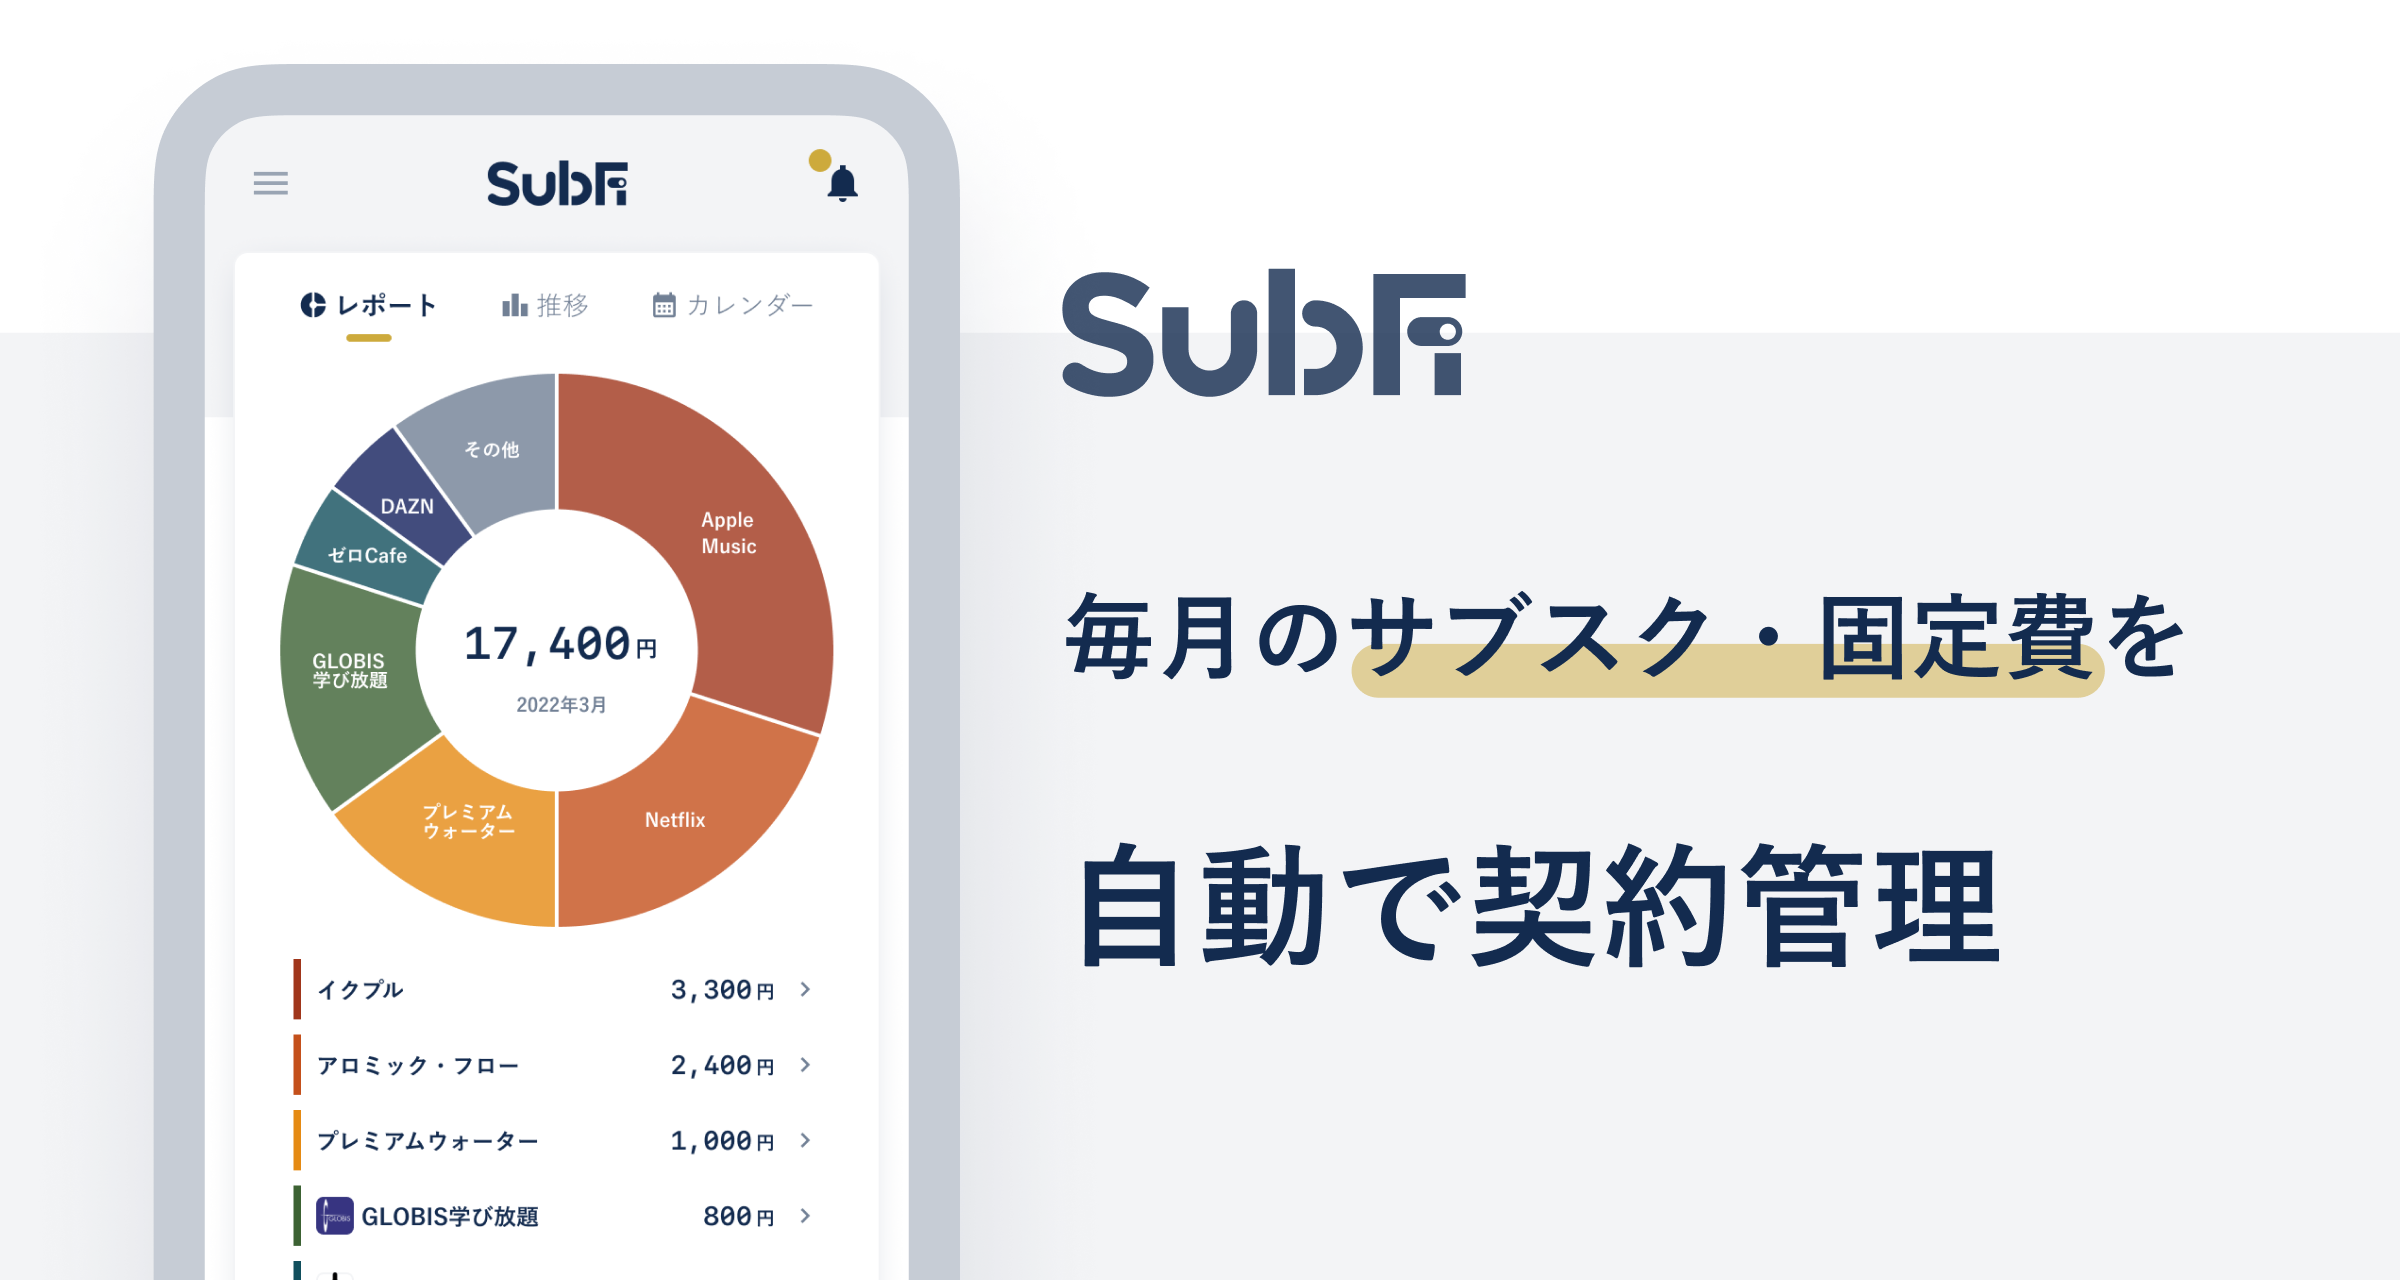 SubFi
レポート
推移
カレンダー
その他
DAZN
ゼロCafe
GLOBIS
学び放題
プレミアム
ウォーター
Netflix
Apple
Music
17,400円
2022年3月
イクプル 3,300円
アロミック・フロー 2,400円
プレミアムウォーター 1,000円
GLOBIS
GLOBIS学び放題 800円
SubFi
毎月のサブスク・固定費を
自動で契約管理